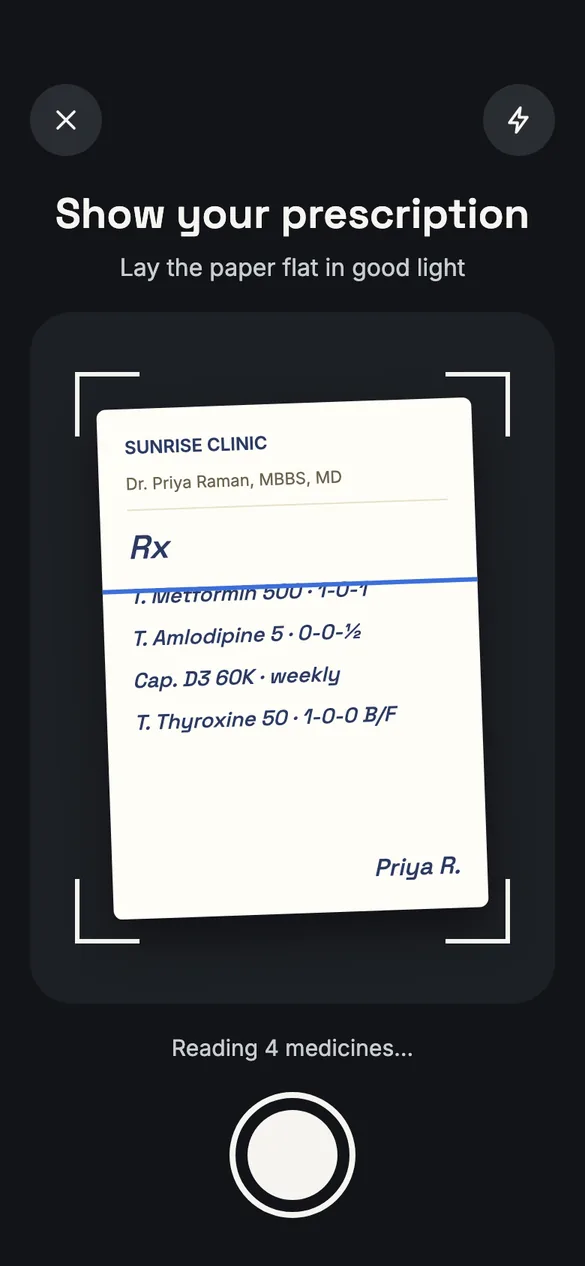 Show your prescription
Lay the paper flat in good light
SUNRISE CLINIC
Dr. Priya Raman, MBBS, MD
Rx
T. Metformin 500 · 1-0-1
T. Amlodipine 5 · 0-0-½
Cap. D3 60K · weekly
T. Thyroxine 50 · 1-0-0 B/F
Priya R.
Reading 4 medicines...